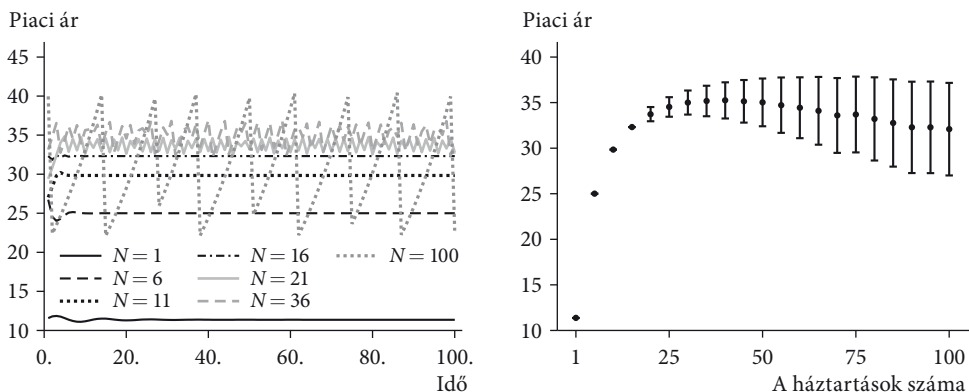 Piaci ár
45
40
35
30
25
20
15
10
N = 1
N = 16
N = 100
N = 6
N = 21
N = 11
N = 36
0.
20.
40.
60.
80.
100.
Idő
Piaci ár
40
35
30
25
20
15
10
1
25
50
75
100
A háztartások száma